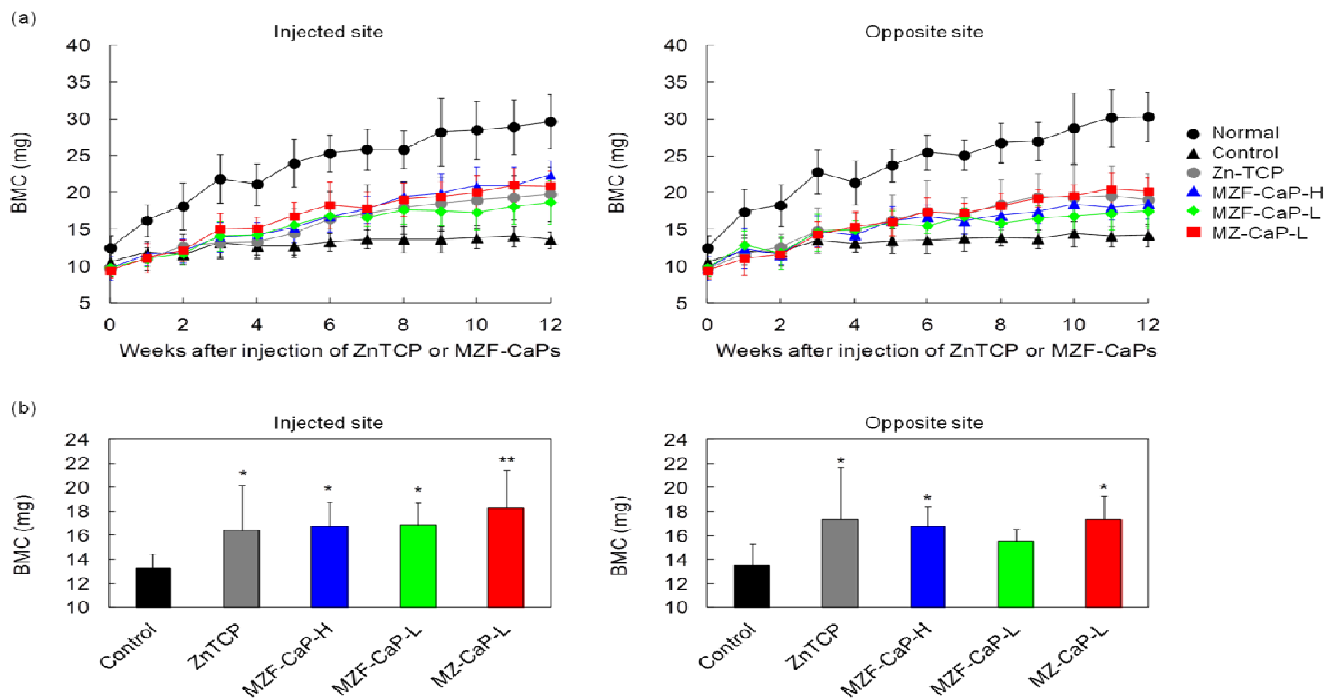 (a)
Injected site
40
35
30
25
20
15
10
5
BMC (mg)
0 2 4 6 8 10 12
Weeks after injection of ZnTCP or MZF-CaPs
Opposite site
40
35
30
25
20
15
10
5
BMC (mg)
0 2 4 6 8 10 12
Weeks after injection of ZnTCP or MZF-CaPs
Normal
Control
Zn-TCP
MZF-CaP-H
MZF-CaP-L
MZ-CaP-L
(b)
Injected site
24
22
20
18
16
14
12
10
BMC (mg)
* * * **
Control ZnTCP MZF-CaP-H MZF-CaP-L MZ-CaP-L
Opposite site
24
22
20
18
16
14
12
10
BMC (mg)
* * *
Control ZnTCP MZF-CaP-H MZF-CaP-L MZ-CaP-L